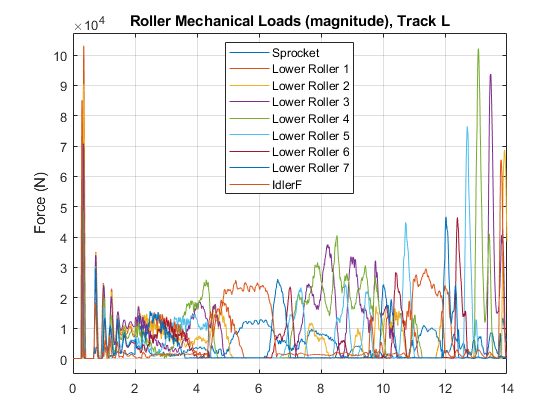 Roller Mechanical Loads (magnitude), Track L
×10⁴
Force (N)
10
9
8
7
6
5
4
3
2
1
0
Sprocket
Lower Roller 1
Lower Roller 2
Lower Roller 3
Lower Roller 4
Lower Roller 5
Lower Roller 6
Lower Roller 7
IdlerF
0 2 4 6 8 10 12 14